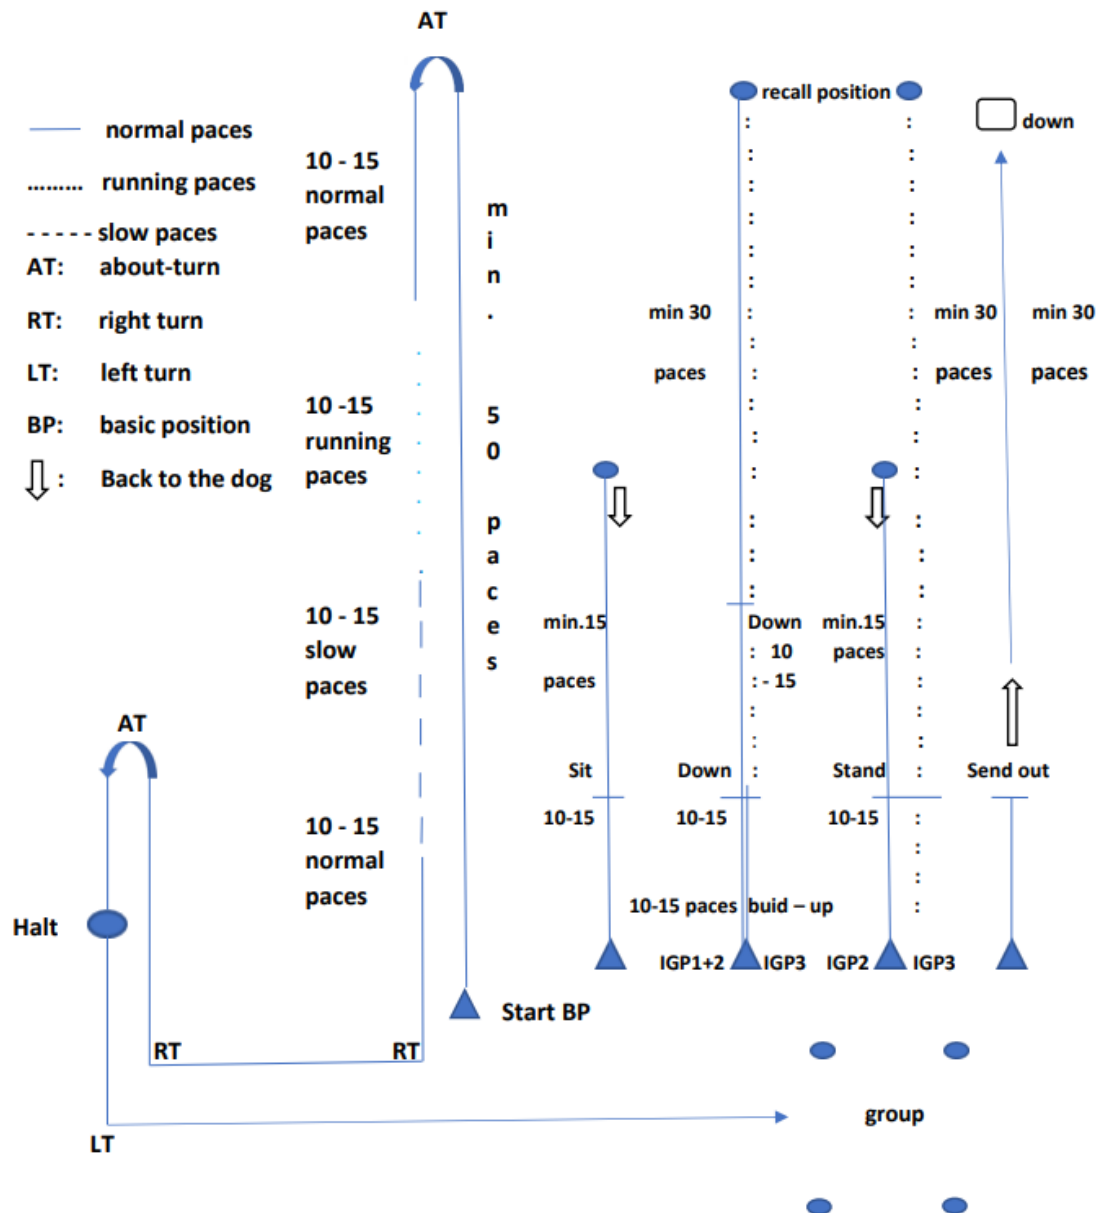 AT
normal paces
......... running paces
- - - - - slow paces
AT: about-turn
RT: right turn
LT: left turn
BP: basic position
: Back to the dog
10 - 15
normal
paces
10 -15
running
paces
10 - 15
slow
paces
10 - 15
normal
paces
min. 50 paces
AT
Halt
RT
RT
LT
Start BP
recall position
down
min 30
paces
min 30
paces
min 30
paces
min.15
paces
Down
10
- 15
min.15
paces
Sit
Down
Stand
Send out
10-15
10-15
10-15
10-15 paces buid – up
IGP1+2
IGP3
IGP2
IGP3
group